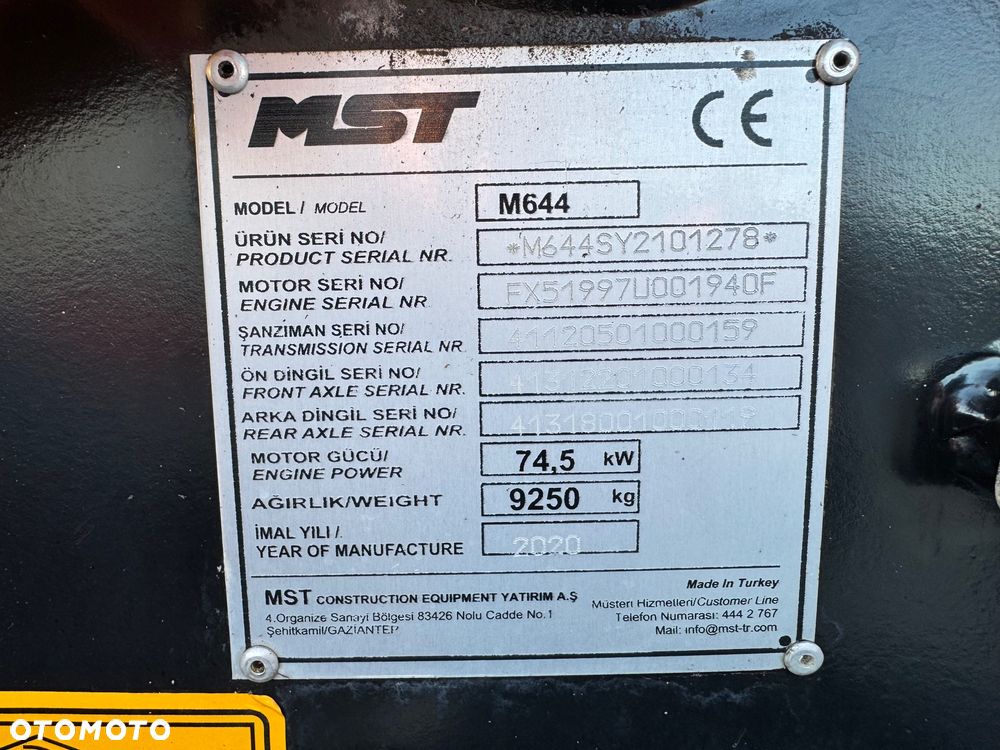 MST CE
MODEL / MODEL M644
ÜRÜN SERİ NO/ *M644SY2101278*
PRODUCT SERIAL NR.
MOTOR SERİ NO/ FX51997U001940F
ENGINE SERIAL NR.
ŞANZIMAN SERİ NO/ 41120501000159
TRANSMISSION SERIAL NR.
ÖN DİNGİL SERİ NO/ 41312201000134
FRONT AXLE SERIAL NR.
ARKA DİNGİL SERİ NO/
REAR AXLE SERIAL NR.
MOTOR GÜCÜ/ 74,5 kW
ENGINE POWER
AĞIRLIK/WEIGHT 9250 kg
İMAL YILI/. 2020
YEAR OF MANUFACTURE
Made In Turkey
MST CONSTRUCTION EQUIPMENT YATIRIM A.Ş
Müşteri Hizmetleri/Customer Line
4.Organize Sanayi Bölgesi 83426 Nolu Cadde No.1
Telefon Numarası: 444 2 767
Şehitkamil/GAZİANTEP
Mail: info@mst-tr.com
OTOMOTO